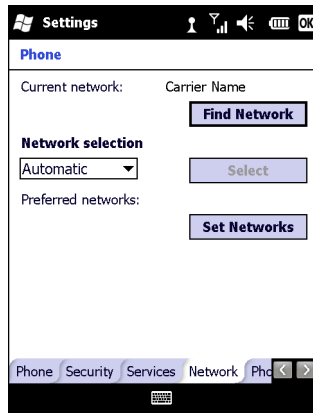 Settings OK
Phone
Current network: Carrier Name
Find Network
Network selection
Automatic Select
Preferred networks:
Set Networks
Phone Security Services Network Pho